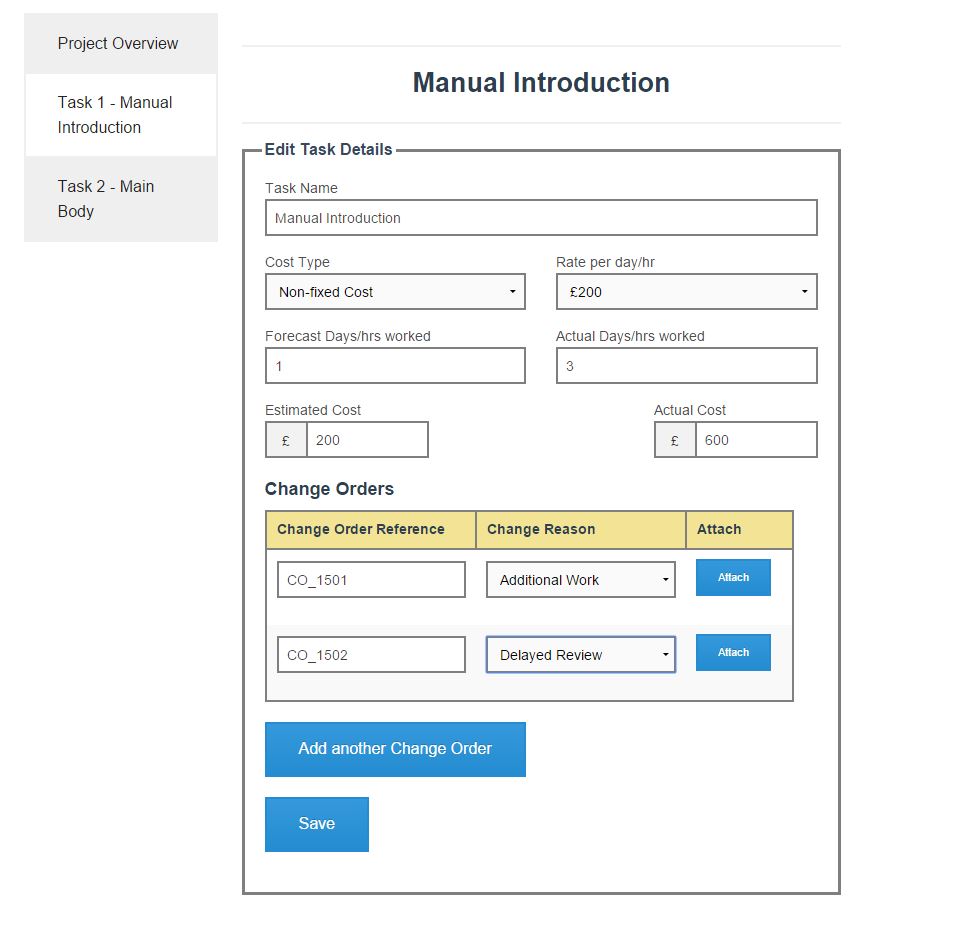 Project Overview
Task 1 - Manual
Introduction
Task 2 - Main
Body
Manual Introduction
Edit Task Details
Task Name
Manual Introduction
Cost Type
Rate per day/hr
Non-fixed Cost
£200
Forecast Days/hrs worked
Actual Days/hrs worked
1
3
Estimated Cost
Actual Cost
£ 200
£ 600
Change Orders
Change Order Reference
Change Reason
Attach
CO_1501
Additional Work
Attach
CO_1502
Delayed Review
Attach
Add another Change Order
Save